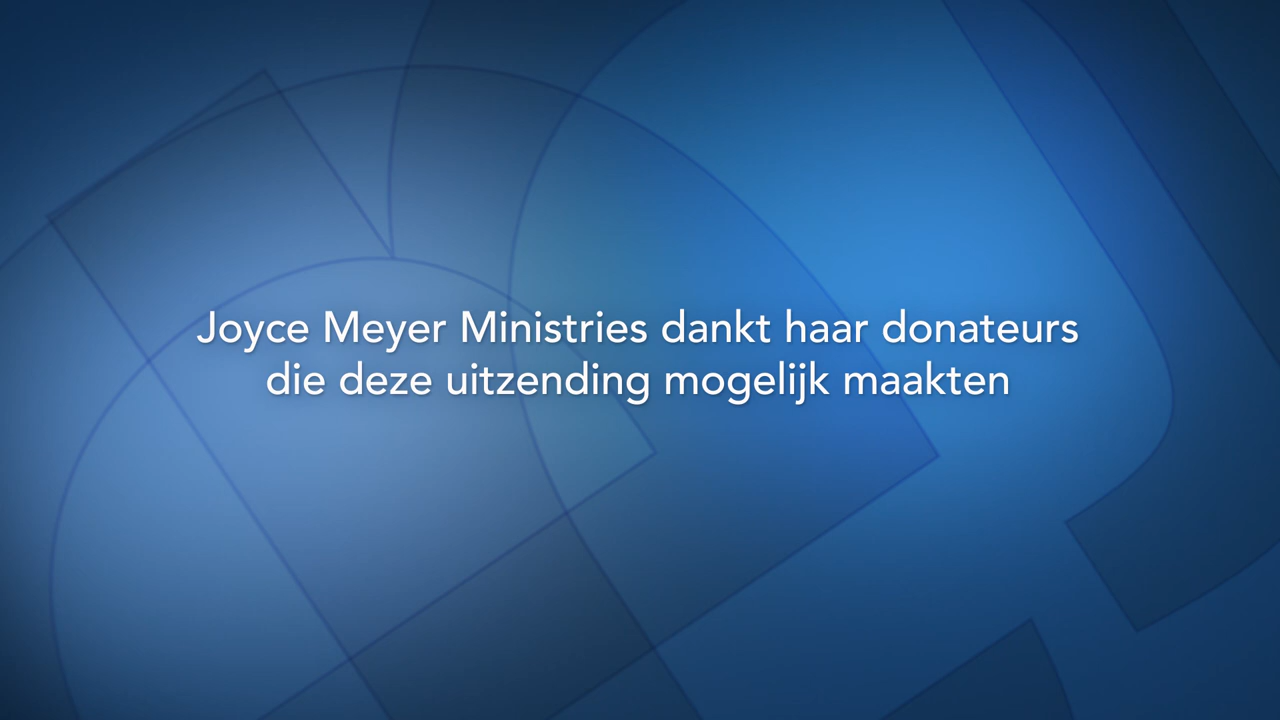 Joyce Meyer Ministries dankt haar donateurs
die deze uitzending mogelijk maakten